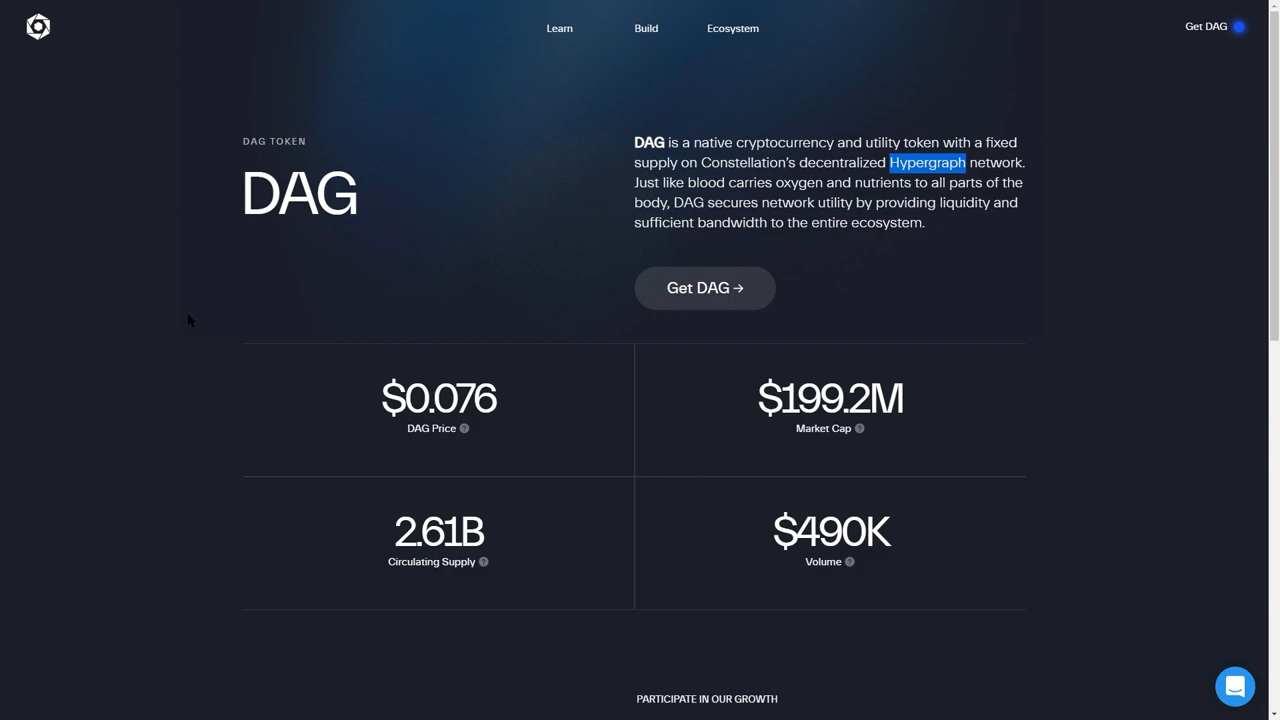 Learn
Build
Ecosystem
Get DAG
DAG TOKEN
DAG
DAG is a native cryptocurrency and utility token with a fixed
supply on Constellation’s decentralized Hypergraph network.
Just like blood carries oxygen and nutrients to all parts of the
body, DAG secures network utility by providing liquidity and
sufficient bandwidth to the entire ecosystem.
Get DAG →
$0.076
DAG Price ?
$199.2M
Market Cap ?
2.61B
Circulating Supply ?
$490K
Volume ?
PARTICIPATE IN OUR GROWTH